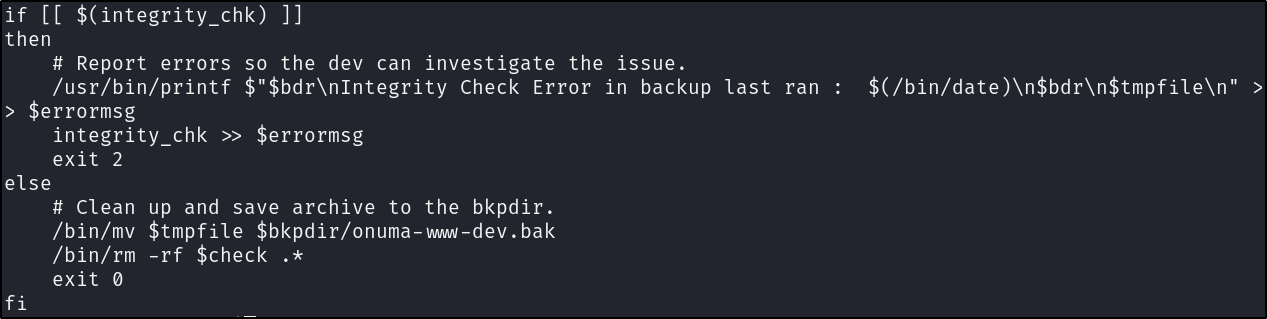 if [[ $(integrity_chk) ]]
then
    # Report errors so the dev can investigate the issue.
    /usr/bin/printf $"$bdr\nIntegrity Check Error in backup last ran :  $(/bin/date)\n$bdr\n$tmpfile\n" >
> $errormsg
    integrity_chk >> $errormsg
    exit 2
else
    # Clean up and save archive to the bkpdir.
    /bin/mv $tmpfile $bkpdir/onuma-www-dev.bak
    /bin/rm -rf $check .*
    exit 0
fi